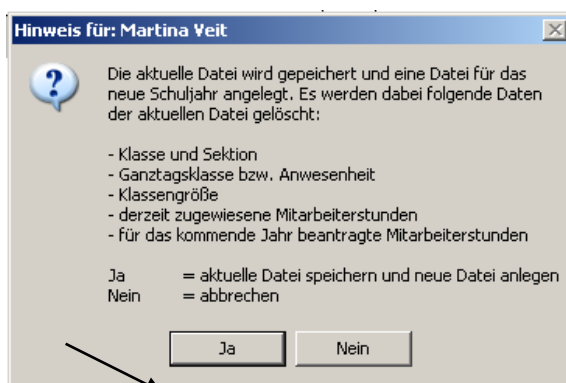 Hinweis für: Martina Veit
Die aktuelle Datei wird gepeichert und eine Datei für das
neue Schuljahr angelegt. Es werden dabei folgende Daten
der aktuellen Datei gelöscht:
- Klasse und Sektion
- Ganztagsklasse bzw. Anwesenheit
- Klassengröße
- derzeit zugewiesene Mitarbeiterstunden
- für das kommende Jahr beantragte Mitarbeiterstunden
Ja = aktuelle Datei speichern und neue Datei anlegen
Nein = abbrechen
Ja Nein